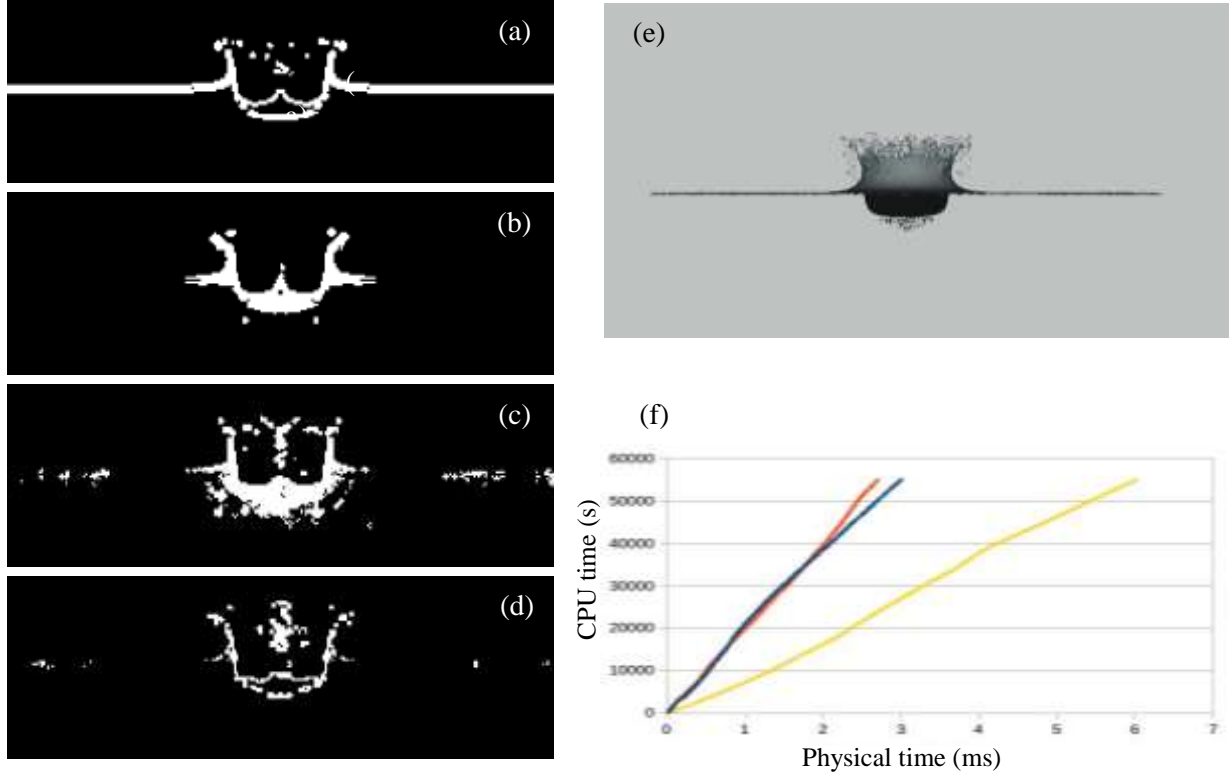 (a)
(b)
(c)
(d)
(e)
(f)
60000
50000
40000
30000
20000
10000
0
CPU time (s)
0 1 2 3 4 5 6 7
Physical time (ms)